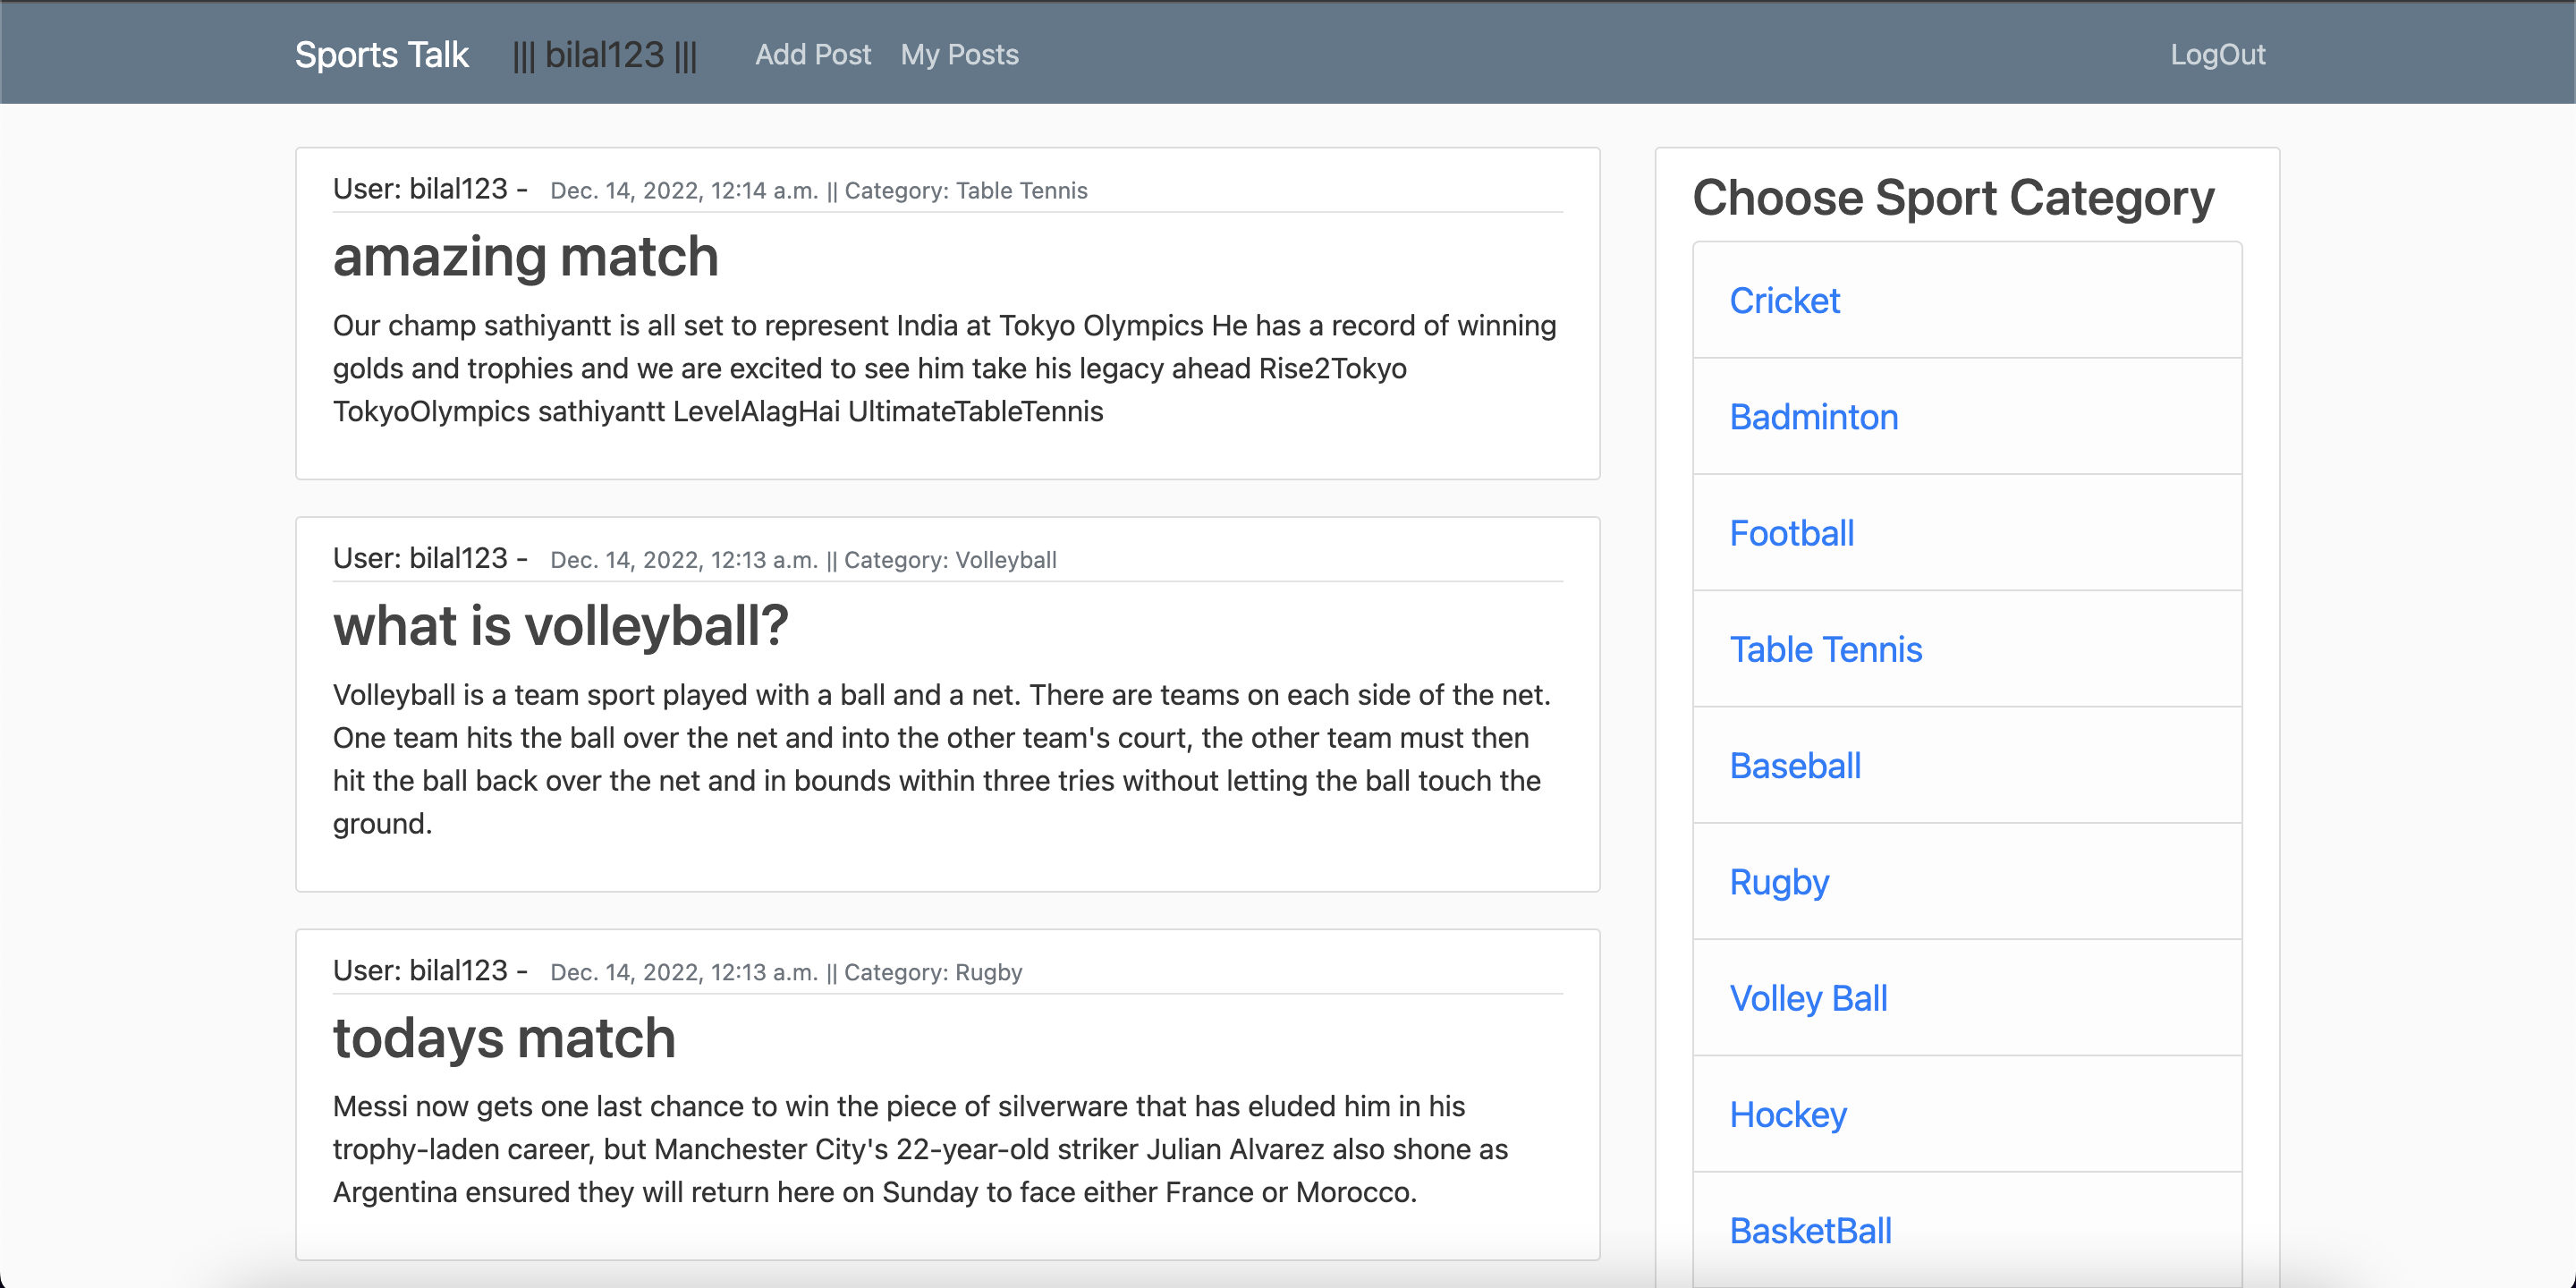 Sports Talk ||| bilal123 ||| Add Post My Posts LogOut
User: bilal123 - Dec. 14, 2022, 12:14 a.m. || Category: Table Tennis
amazing match
Our champ sathiyantt is all set to represent India at Tokyo Olympics He has a record of winning
golds and trophies and we are excited to see him take his legacy ahead Rise2Tokyo
TokyoOlympics sathiyantt LevelAlagHai UltimateTableTennis
User: bilal123 - Dec. 14, 2022, 12:13 a.m. || Category: Volleyball
what is volleyball?
Volleyball is a team sport played with a ball and a net. There are teams on each side of the net.
One team hits the ball over the net and into the other team's court, the other team must then
hit the ball back over the net and in bounds within three tries without letting the ball touch the
ground.
User: bilal123 - Dec. 14, 2022, 12:13 a.m. || Category: Rugby
todays match
Messi now gets one last chance to win the piece of silverware that has eluded him in his
trophy-laden career, but Manchester City's 22-year-old striker Julian Alvarez also shone as
Argentina ensured they will return here on Sunday to face either France or Morocco.
Choose Sport Category
Cricket
Badminton
Football
Table Tennis
Baseball
Rugby
Volley Ball
Hockey
BasketBall